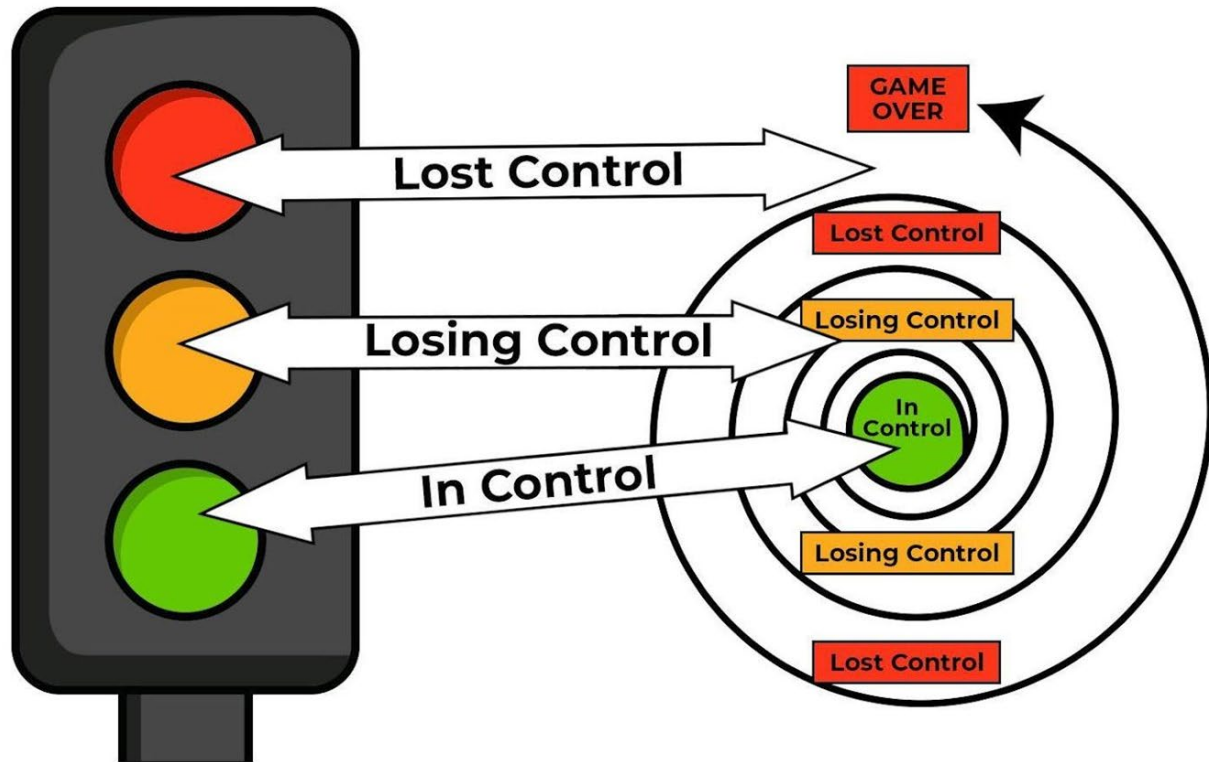 GAME
OVER
Lost Control
Lost Control
Losing Control
Losing Control
In
Control
In Control
Losing Control
Lost Control